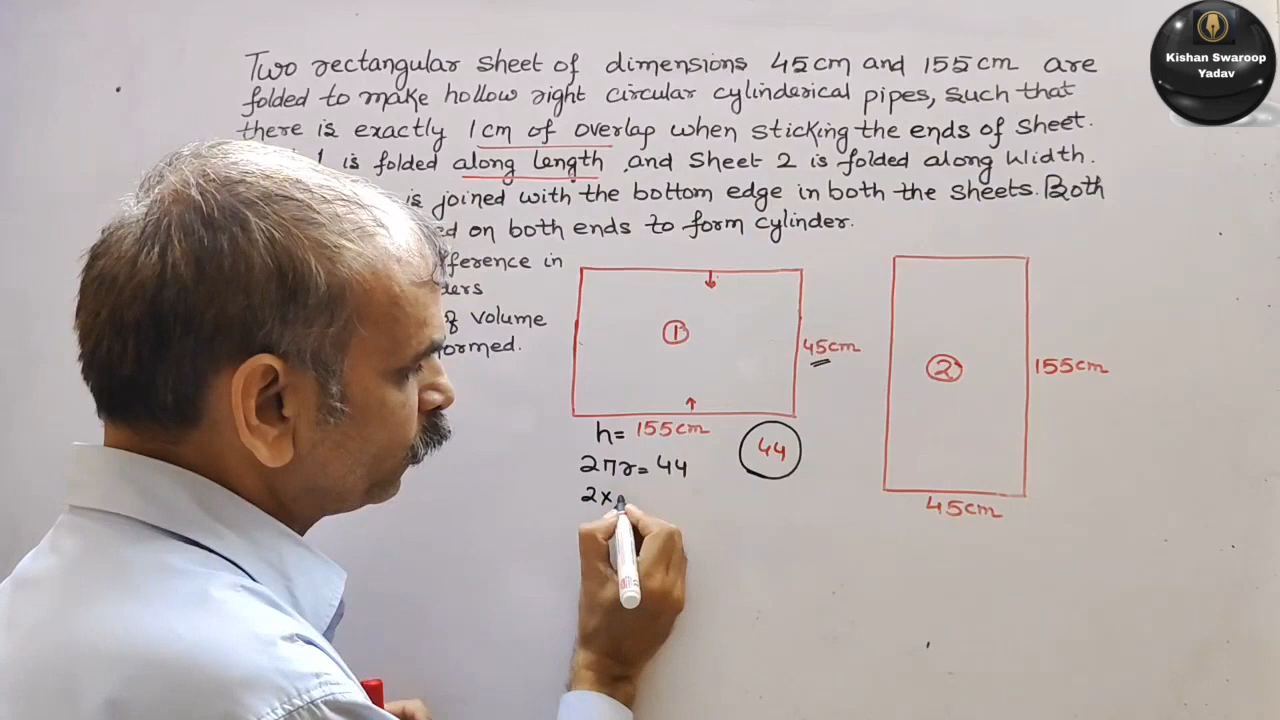 Two rectangular sheet of dimensions 45cm and 155cm are
folded to make hollow right circular cylinderical pipes, such that
there is exactly 1cm of overlap when sticking the ends of sheet.
1 is folded along length, and sheet 2 is folded along width.
is joined with the bottom edge in both the sheets. Both
on both ends to form cylinder.
in
of volume
①
45cm
h= 155cm
44
2πr= 44
2×
②
155cm
45cm
Kishan Swaroop
Yadav